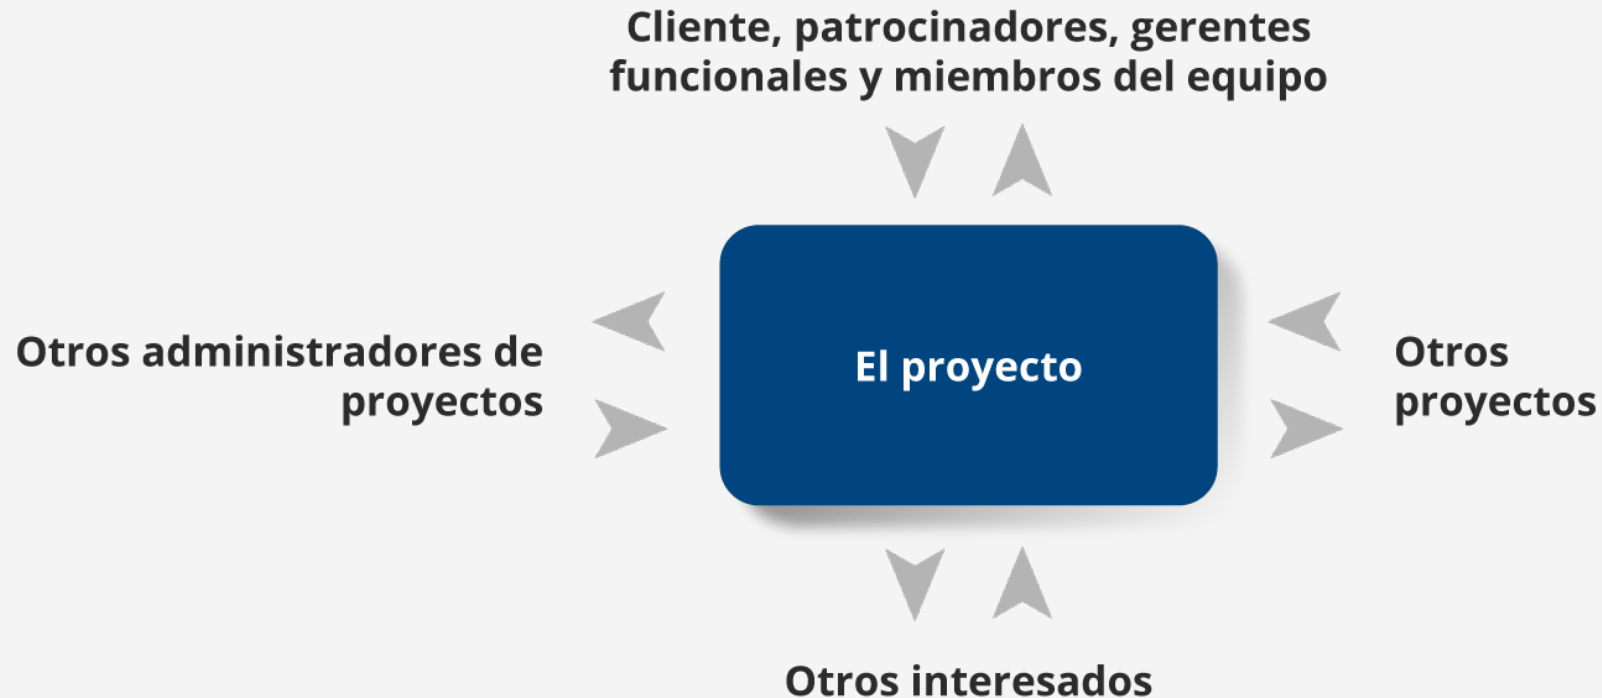 Cliente, patrocinadores, gerentes
funcionales y miembros del equipo
Otros administradores de
proyectos
El proyecto
Otros
proyectos
Otros interesados